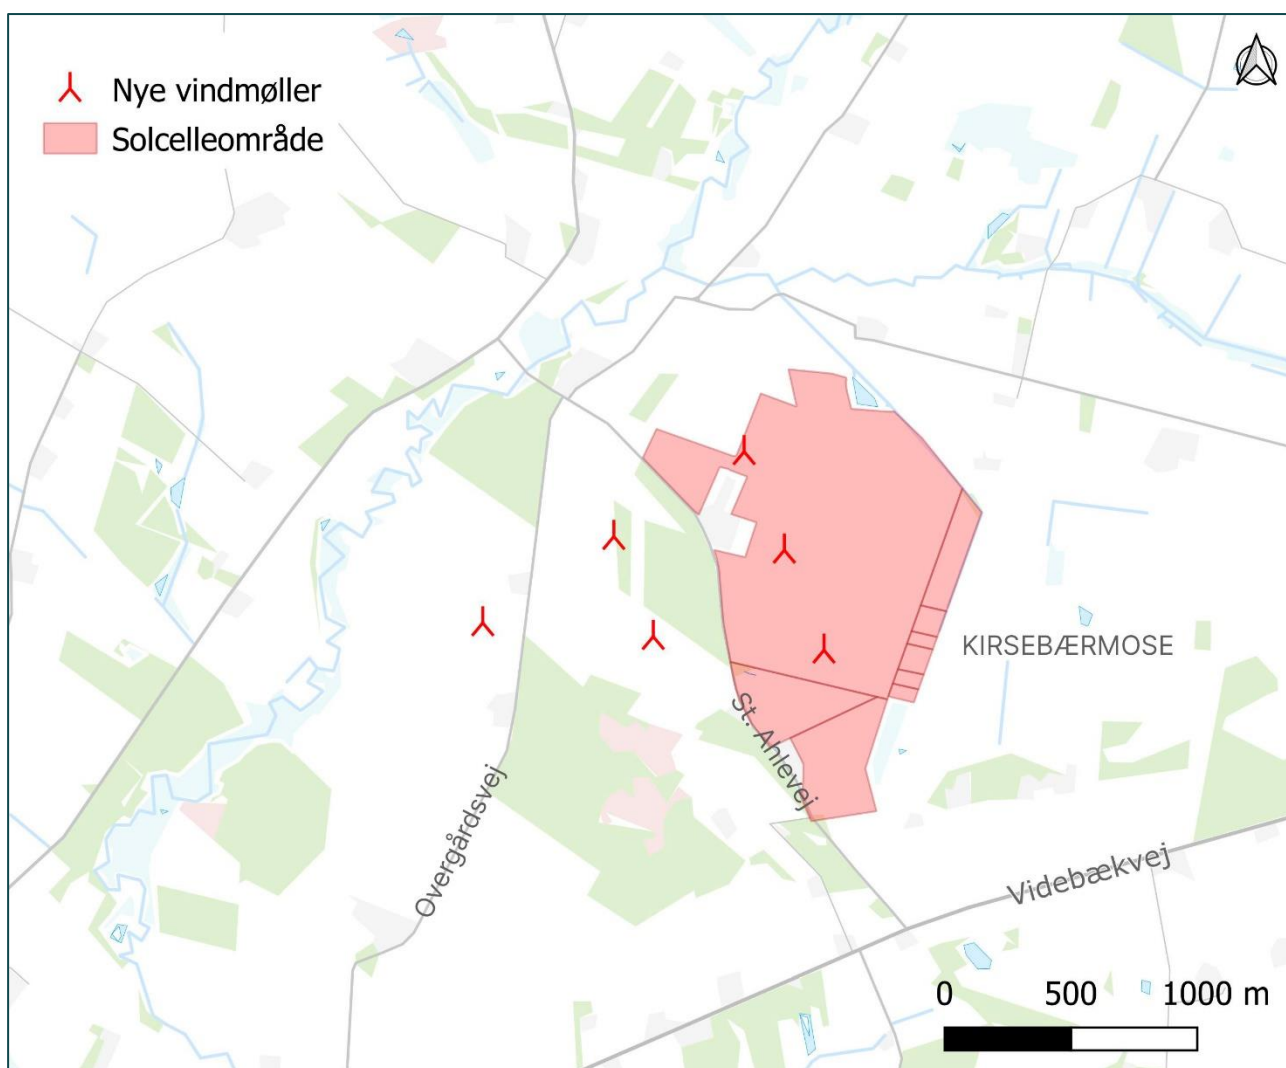 Nye vindmøller
Solcelleområde
KIRSEBÆRMOSE
St. Ahlevej
Overgårdsvej
Videbækvej
0 500 1000 m